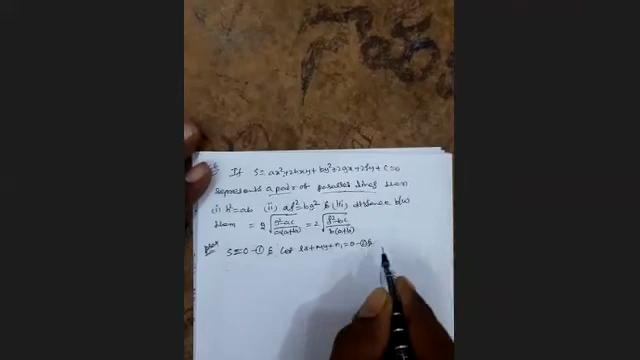 If S ≡ ax²+2hxy+by²+2gx+2fy+c=0
represents a pair of parallel lines then
(i) h²=ab (ii) af²=bg² & (iii) distance b/w
them = 2√(g²-ac / a(a+b)) = 2√(f²-bc / b(a+b))
S≡0 -① & Let lx+my+n₁=0 -② &